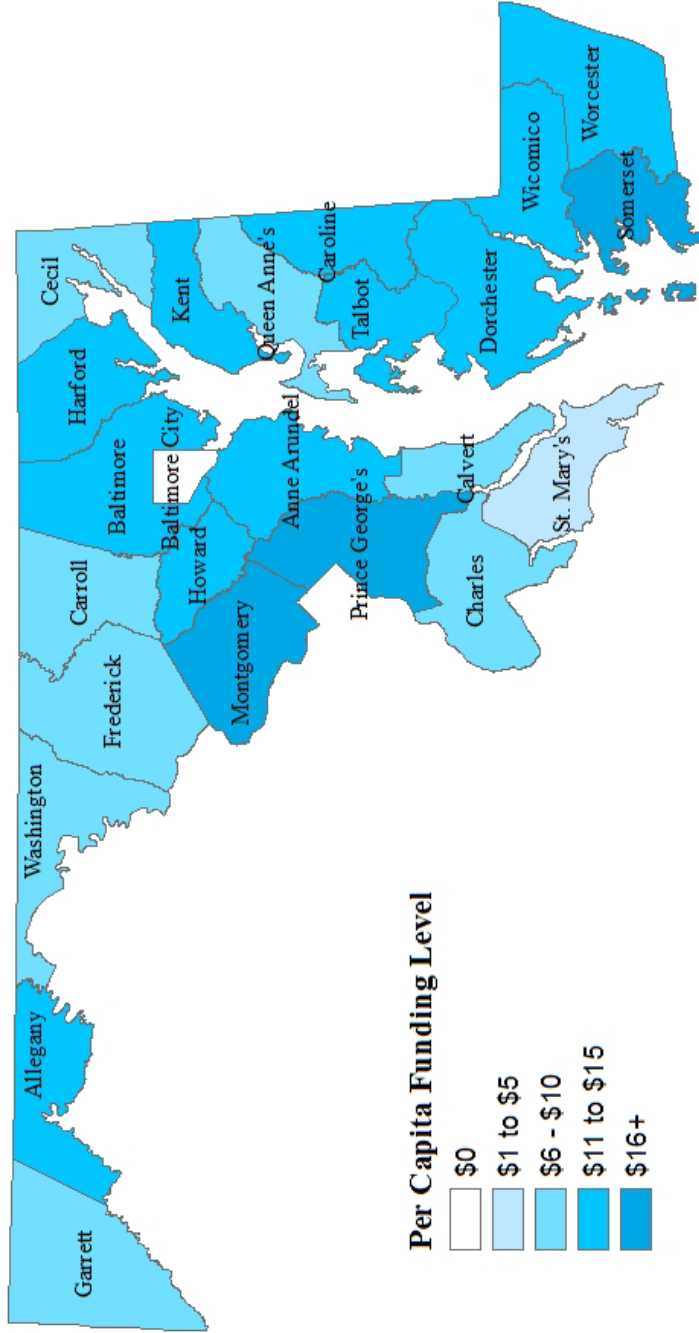 Garrett
Allegany
Washington
Frederick
Carroll
Baltimore
Harford
Cecil
Baltimore City
Howard
Kent
Montgomery
Anne Arundel
Queen Anne's
Prince George's
Caroline
Talbot
Charles
Calvert
Dorchester
St. Mary's
Wicomico
Worcester
Somerset
Per Capita Funding Level
$0
$1 to $5
$6 - $10
$11 to $15
$16+